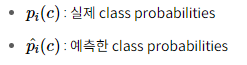 • p_i(c) : 실제 class probabilities
• p̂_i(c) : 예측한 class probabilities